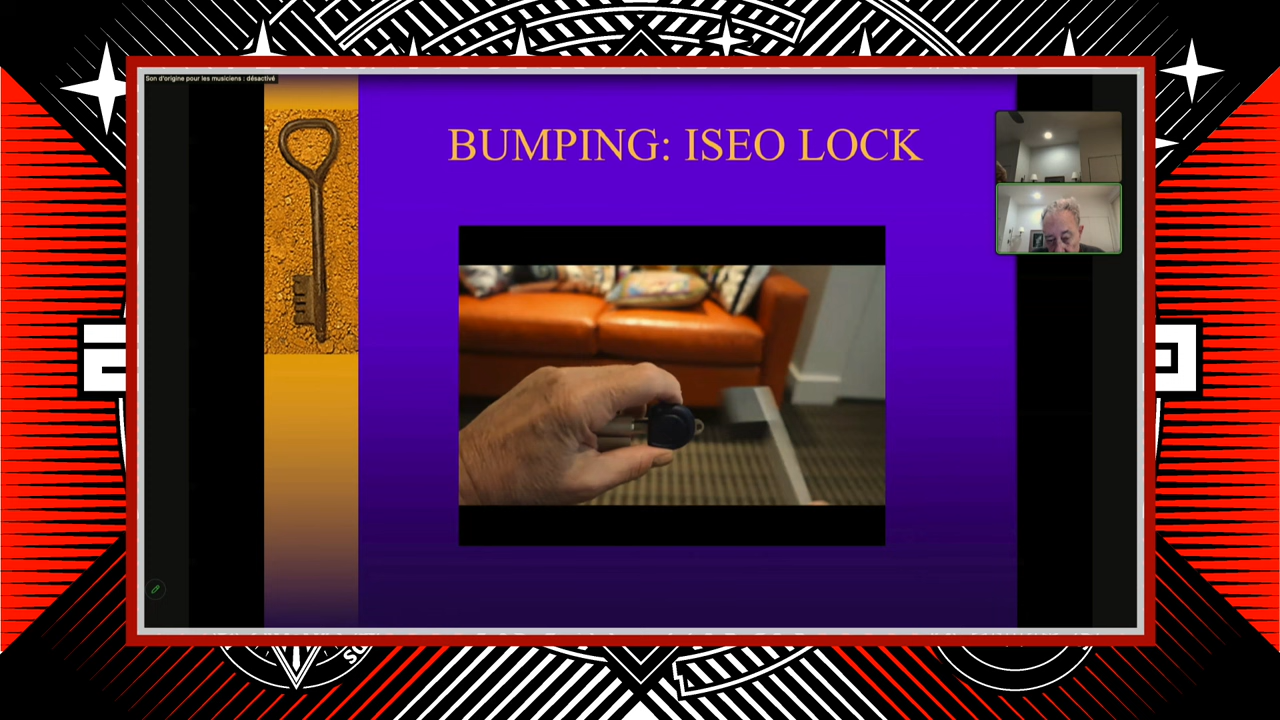 Son d'origine pour les musiciens : désactivé
BUMPING: ISEO LOCK